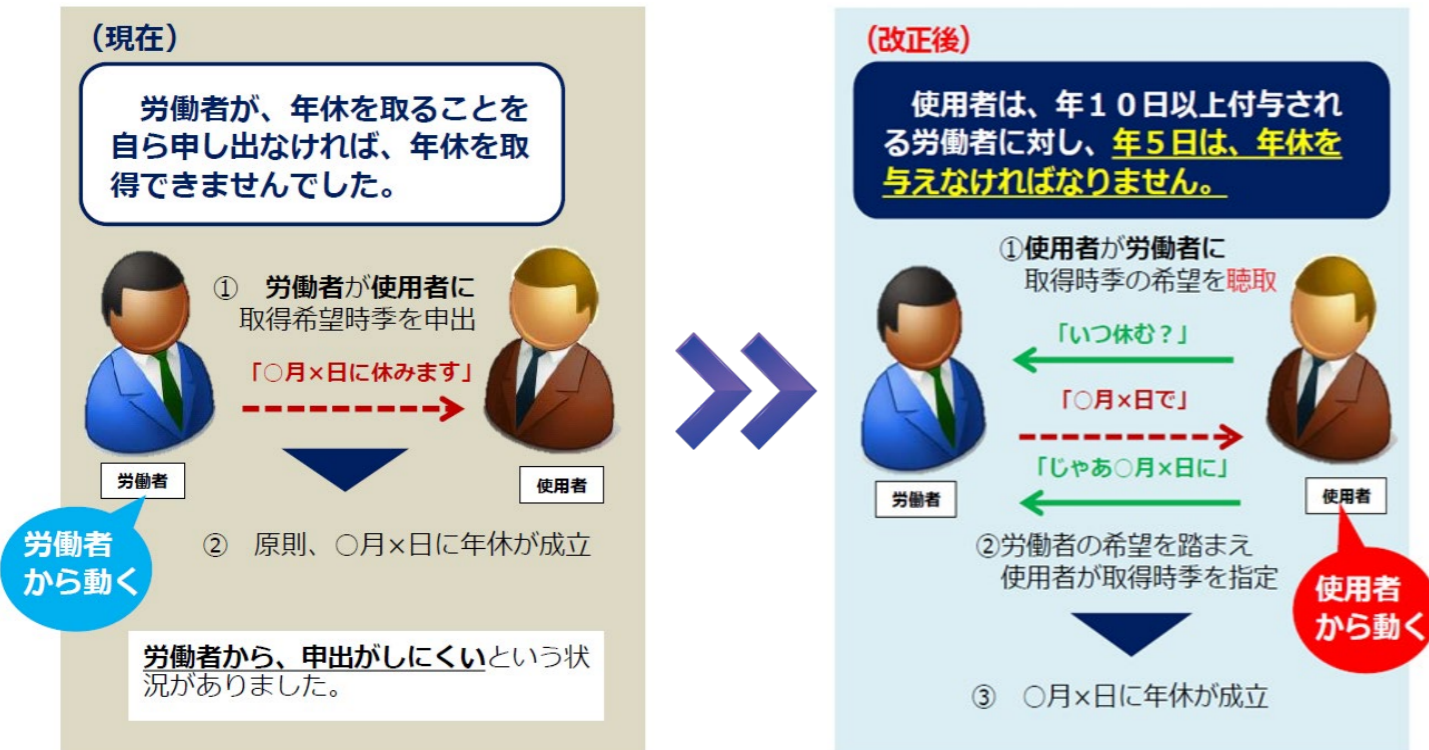 （現在）
労働者が、年休を取ることを
自ら申し出なければ、年休を取
得できませんでした。
① 労働者が使用者に
取得希望時季を申出
「○月×日に休みます」
労働者
使用者
労働者
から動く
② 原則、○月×日に年休が成立
労働者から、申出がしにくいという状
況がありました。
（改正後）
使用者は、年１０日以上付与され
る労働者に対し、年５日は、年休を
与えなければなりません。
①使用者が労働者に
取得時季の希望を聴取
「いつ休む？」
「○月×日で」
「じゃあ○月×日に」
労働者
使用者
使用者
から動く
②労働者の希望を踏まえ
使用者が取得時季を指定
③ ○月×日に年休が成立